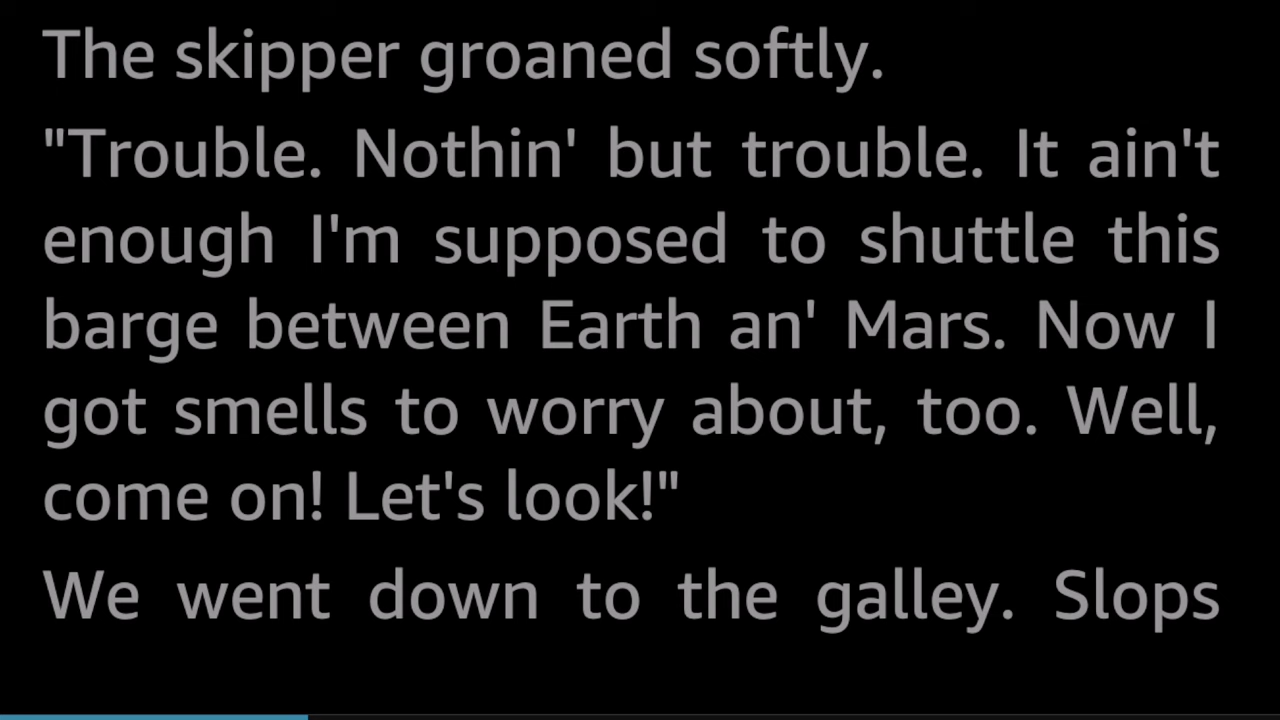 The skipper groaned softly.
"Trouble. Nothin' but trouble. It ain't
enough I'm supposed to shuttle this
barge between Earth an' Mars. Now I
got smells to worry about, too. Well,
come on! Let's look!"
We went down to the galley. Slops